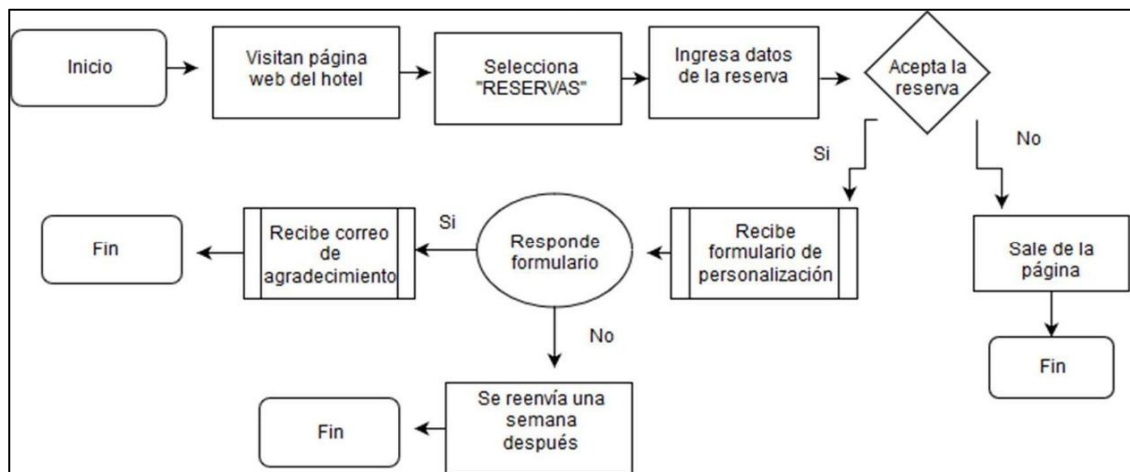 Inicio
Visitan página
web del hotel
Selecciona
"RESERVAS"
Ingresa datos
de la reserva
Acepta la
reserva
Si
No
Fin
Recibe correo
de
agradecimiento
Si
Responde
formulario
Recibe
formulario de
personalización
Sale de la
página
No
Fin
Fin
Se reenvía una
semana
después